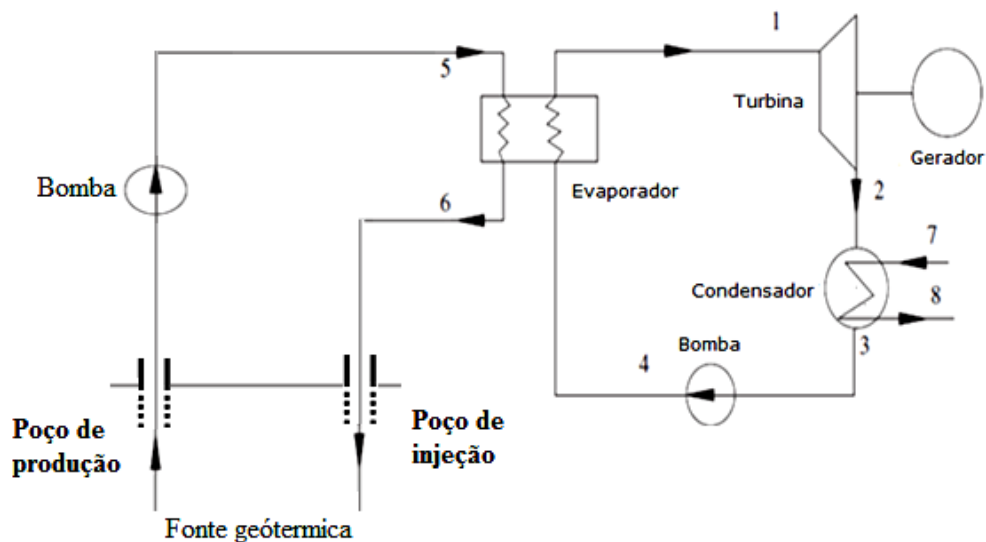 1
5
Turbina
Gerador
Bomba
Evaporador
6
2
7
Condensador
8
Bomba
3
4
Poço de
produção
Poço de
injeção
Fonte geótermica